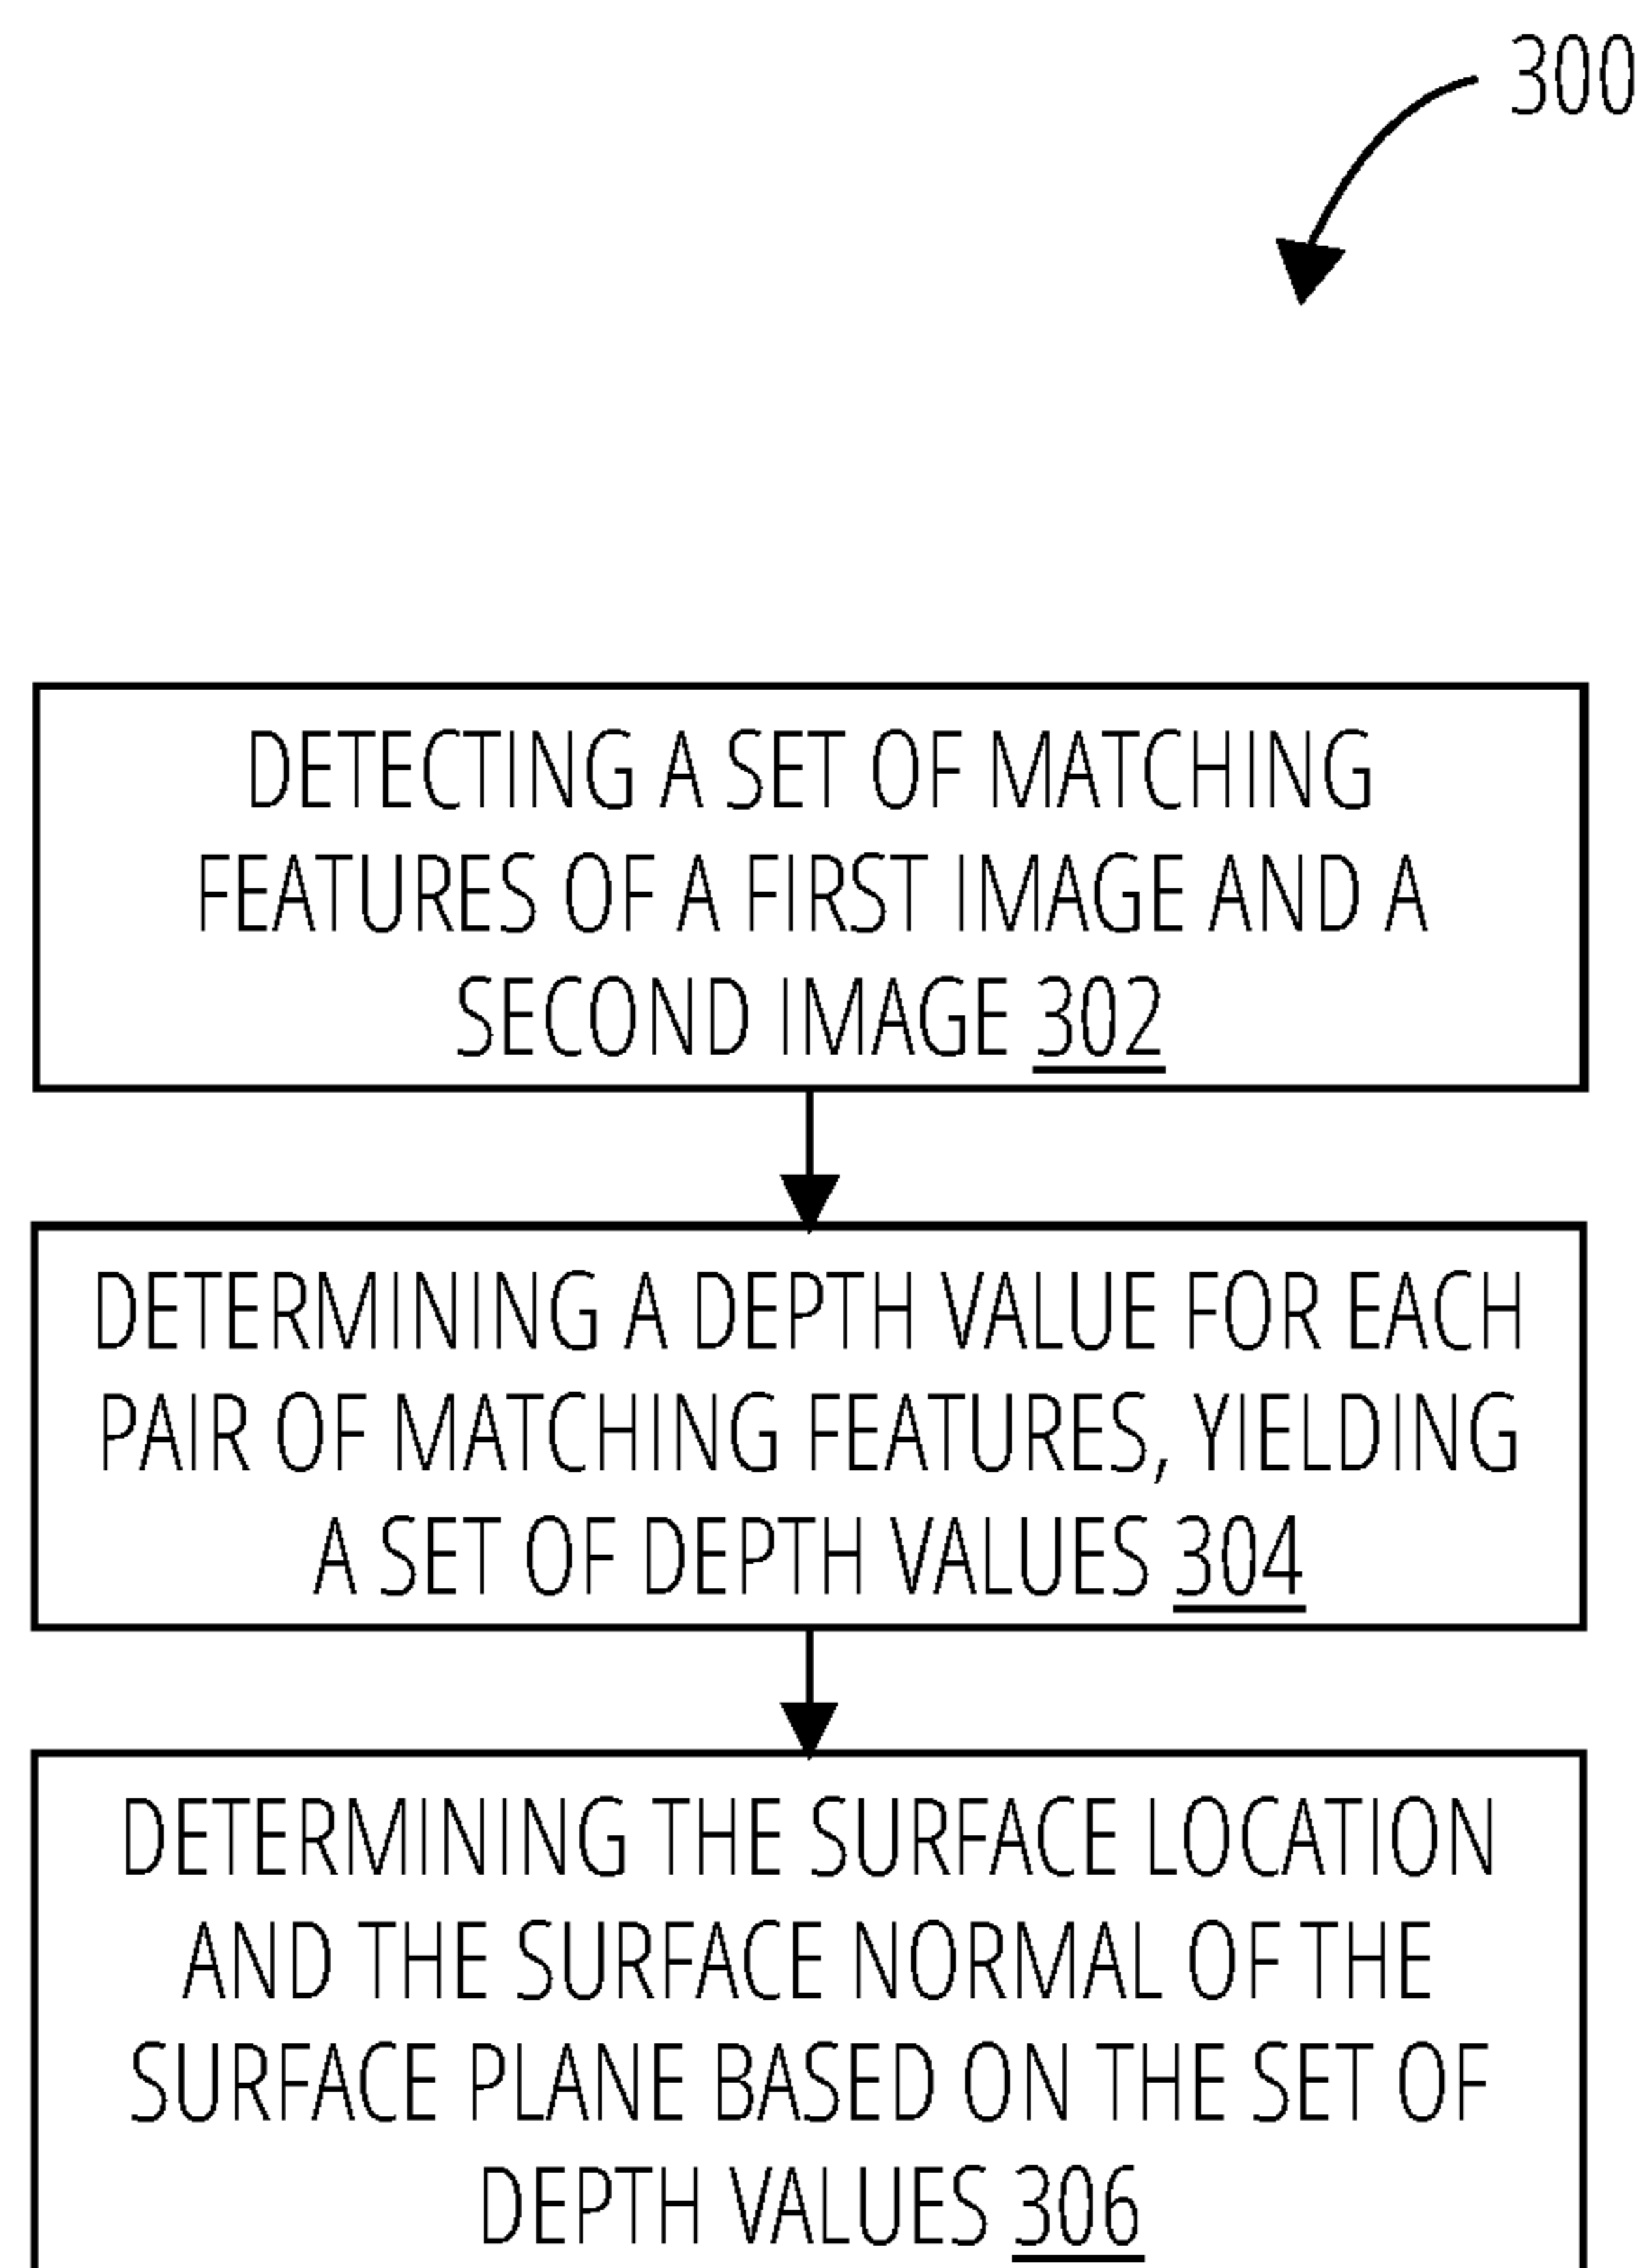 300
DETECTING A SET OF MATCHING
FEATURES OF A FIRST IMAGE AND A
SECOND IMAGE 302
DETERMINING A DEPTH VALUE FOR EACH
PAIR OF MATCHING FEATURES, YIELDING
A SET OF DEPTH VALUES 304
DETERMINING THE SURFACE LOCATION
AND THE SURFACE NORMAL OF THE
SURFACE PLANE BASED ON THE SET OF
DEPTH VALUES 306